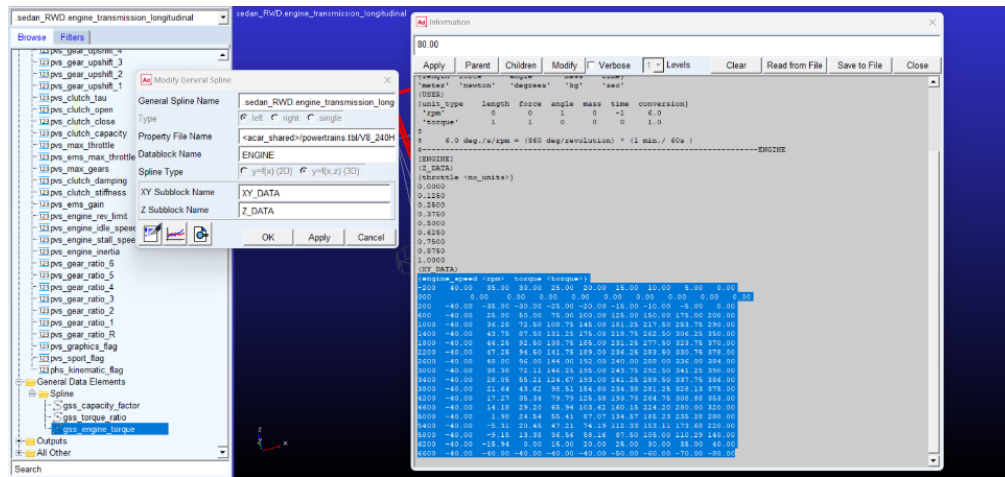 .sedan_RWD.engine_transmission_longitudinal
Browse Filters
pvs_gear_upshift_4
pvs_gear_upshift_3
pvs_gear_upshift_2
pvs_gear_upshift_1
pvs_clutch_tau
pvs_clutch_open
pvs_clutch_close
pvs_clutch_capacity
pvs_max_throttle
pvs_ems_max_throttle
pvs_max_gears
pvs_clutch_damping
pvs_clutch_stiffness
pvs_ems_gain
pvs_engine_rev_limit
pvs_engine_idle_speed
pvs_engine_stall_spee
pvs_engine_inertia
pvs_gear_ratio_6
pvs_gear_ratio_5
pvs_gear_ratio_4
pvs_gear_ratio_3
pvs_gear_ratio_2
pvs_gear_ratio_1
pvs_gear_ratio_R
pvs_graphics_flag
pvs_sport_flag
phs_kinematic_flag
General Data Elements
Spline
gss_capacity_factor
gss_torque_ratio
gss_engine_torque
Outputs
All Other
Search
sedan_RWD.engine_transmission_longitudinal
Ad Modify General Spline
General Spline Name .sedan_RWD.engine_transmission_long
Type left right single
Property File Name <acar_shared>/powertrains.tbl/V8_240H
Datablock Name ENGINE
Spline Type y=f(x) (2D) y=f(x,z) (3D)
XY Subblock Name XY_DATA
Z Subblock Name Z_DATA
OK Apply Cancel
z
x
Ad Information
80.00
Apply Parent Children Modify Verbose 1 Levels Clear Read from File Save to File Close
{length force angle mass time}
'meter' 'newton' 'degrees' 'kg' 'sec'
(USER)
{unit_type length force angle mass time conversion}
'rpm' 0 0 1 0 -1 6.0
'torque' 1 1 0 0 0 1.0
$
$ 6.0 deg./s/rpm = (360 deg/revolution) * (1 min./ 60s )
$---ENGINE
[ENGINE]
(Z_DATA)
{throttle <no_units>}
0.0000
0.1250
0.2500
0.3750
0.5000
0.6250
0.7500
0.8750
1.0000
(XY_DATA)
{engine_speed <rpm> torque <torque>}
-200 40.00 35.00 30.00 25.00 20.00 15.00 10.00 5.00 0.00
000 0.00 0.00 0.00 0.00 0.00 0.00 0.00 0.00 0.00
200 -40.00 -35.00 -30.00 -25.00 -20.00 -15.00 -10.00 -5.00 0.00
600 -40.00 25.00 50.00 75.00 100.00 125.00 150.00 175.00 200.00
1000 -40.00 36.25 72.50 108.75 145.00 181.25 217.50 253.75 290.00
1400 -40.00 43.75 87.50 131.25 175.00 218.75 262.50 306.25 350.00
1800 -40.00 46.25 92.50 138.75 185.00 231.25 277.50 323.75 370.00
2200 -40.00 47.25 94.50 141.75 189.00 236.25 283.50 330.75 378.00
2600 -40.00 48.00 96.00 144.00 192.00 240.00 288.00 336.00 384.00
3000 -40.00 38.38 72.11 146.25 195.00 243.75 292.50 341.25 390.00
3400 -40.00 28.05 55.21 124.67 193.00 241.25 289.50 337.75 386.00
3800 -40.00 21.64 43.62 98.51 154.80 234.38 281.25 328.13 375.00
4200 -40.00 17.27 35.34 79.79 125.38 193.78 264.75 308.88 353.00
4600 -40.00 14.18 29.20 65.94 103.62 160.15 224.20 280.00 320.00
5000 -40.00 1.98 24.54 55.41 87.07 134.57 185.23 235.28 280.00
5400 -40.00 -5.31 20.45 47.21 74.19 112.33 153.11 173.68 220.00
5800 -40.00 -9.15 13.38 36.56 58.16 87.50 105.00 110.25 140.00
6200 -40.00 -15.94 0.00 15.00 20.00 25.00 30.00 35.00 40.00
6600 -40.00 -40.00 -40.00 -40.00 -40.00 -50.00 -60.00 -70.00 -80.00